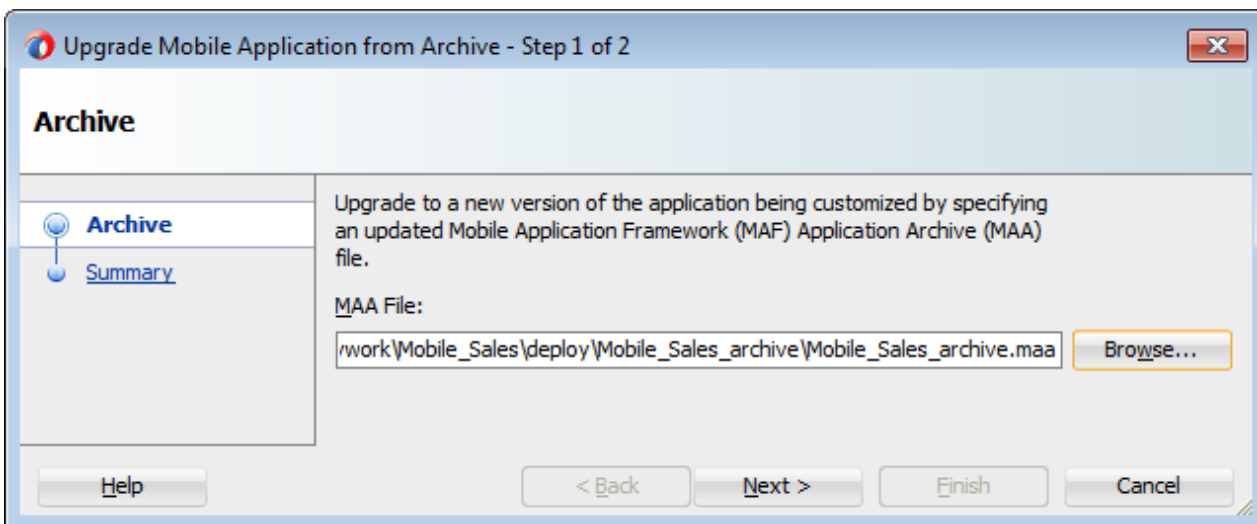 Upgrade Mobile Application from Archive - Step 1 of 2
Archive
Archive
Summary
Upgrade to a new version of the application being customized by specifying
an updated Mobile Application Framework (MAF) Application Archive (MAA)
file.
MAA File:
work\Mobile_Sales\deploy\Mobile_Sales_archive\Mobile_Sales_archive.maa
Browse...
Help
< Back
Next >
Finish
Cancel